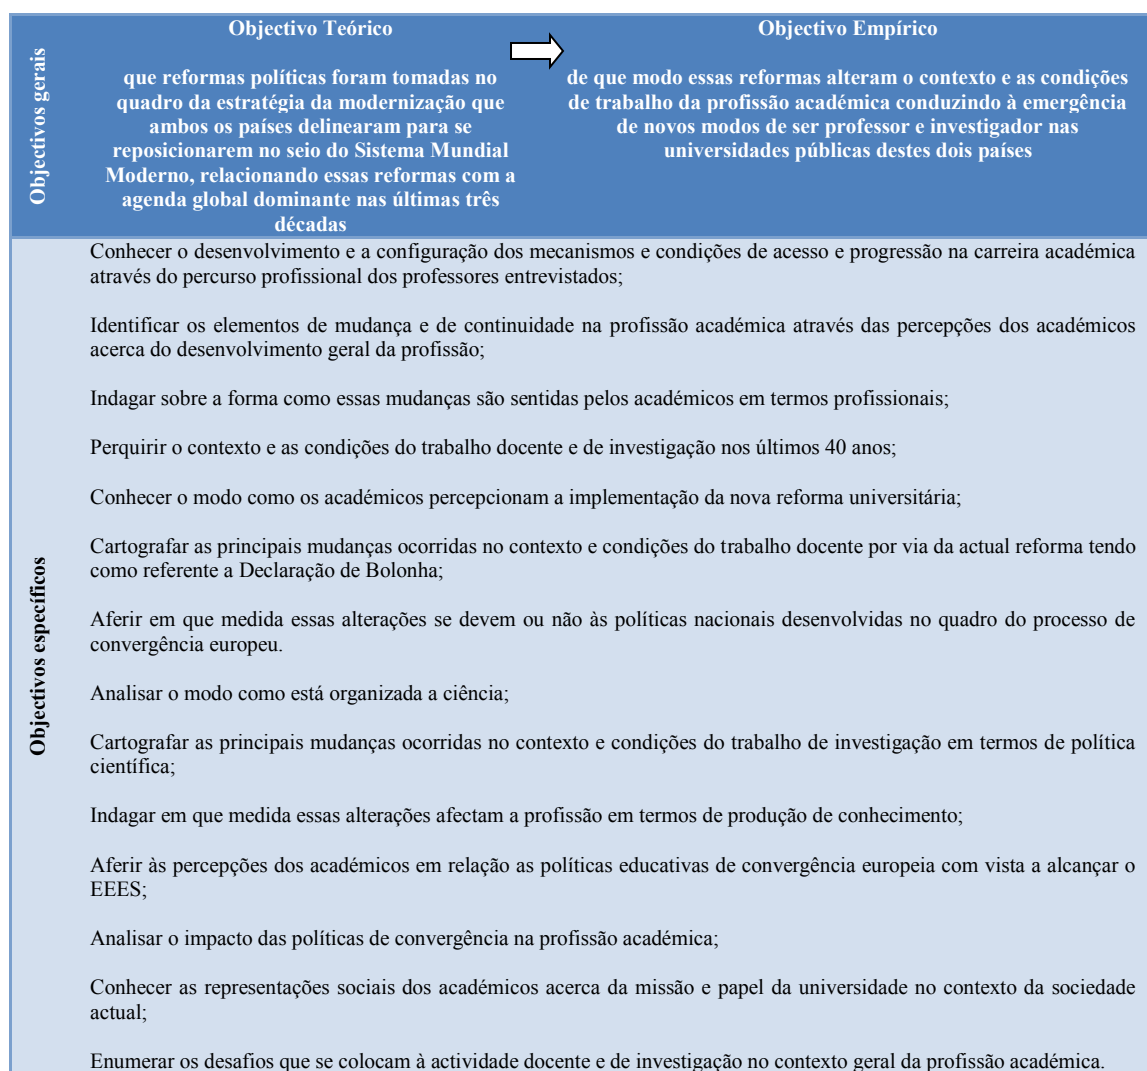 Objectivos gerais
Objectivo Teórico
que reformas políticas foram tomadas no
quadro da estratégia da modernização que
ambos os países delinearam para se
reposicionarem no seio do Sistema Mundial
Moderno, relacionando essas reformas com a
agenda global dominante nas últimas três
décadas
Objectivo Empírico
de que modo essas reformas alteram o contexto e as condições
de trabalho da profissão académica conduzindo à emergência
de novos modos de ser professor e investigador nas
universidades públicas destes dois países
Objectivos específicos
Conhecer o desenvolvimento e a configuração dos mecanismos e condições de acesso e progressão na carreira académica
através do percurso profissional dos professores entrevistados;
Identificar os elementos de mudança e de continuidade na profissão académica através das percepções dos académicos
acerca do desenvolvimento geral da profissão;
Indagar sobre a forma como essas mudanças são sentidas pelos académicos em termos profissionais;
Perquirir o contexto e as condições do trabalho docente e de investigação nos últimos 40 anos;
Conhecer o modo como os académicos percepcionam a implementação da nova reforma universitária;
Cartografar as principais mudanças ocorridas no contexto e condições do trabalho docente por via da actual reforma tendo
como referente a Declaração de Bolonha;
Aferir em que medida essas alterações se devem ou não às políticas nacionais desenvolvidas no quadro do processo de
convergência europeu.
Analisar o modo como está organizada a ciência;
Cartografar as principais mudanças ocorridas no contexto e condições do trabalho de investigação em termos de política
científica;
Indagar em que medida essas alterações afectam a profissão em termos de produção de conhecimento;
Aferir às percepções dos académicos em relação as políticas educativas de convergência europeia com vista a alcançar o
EEES;
Analisar o impacto das políticas de convergência na profissão académica;
Conhecer as representações sociais dos académicos acerca da missão e papel da universidade no contexto da sociedade
actual;
Enumerar os desafios que se colocam à actividade docente e de investigação no contexto geral da profissão académica.